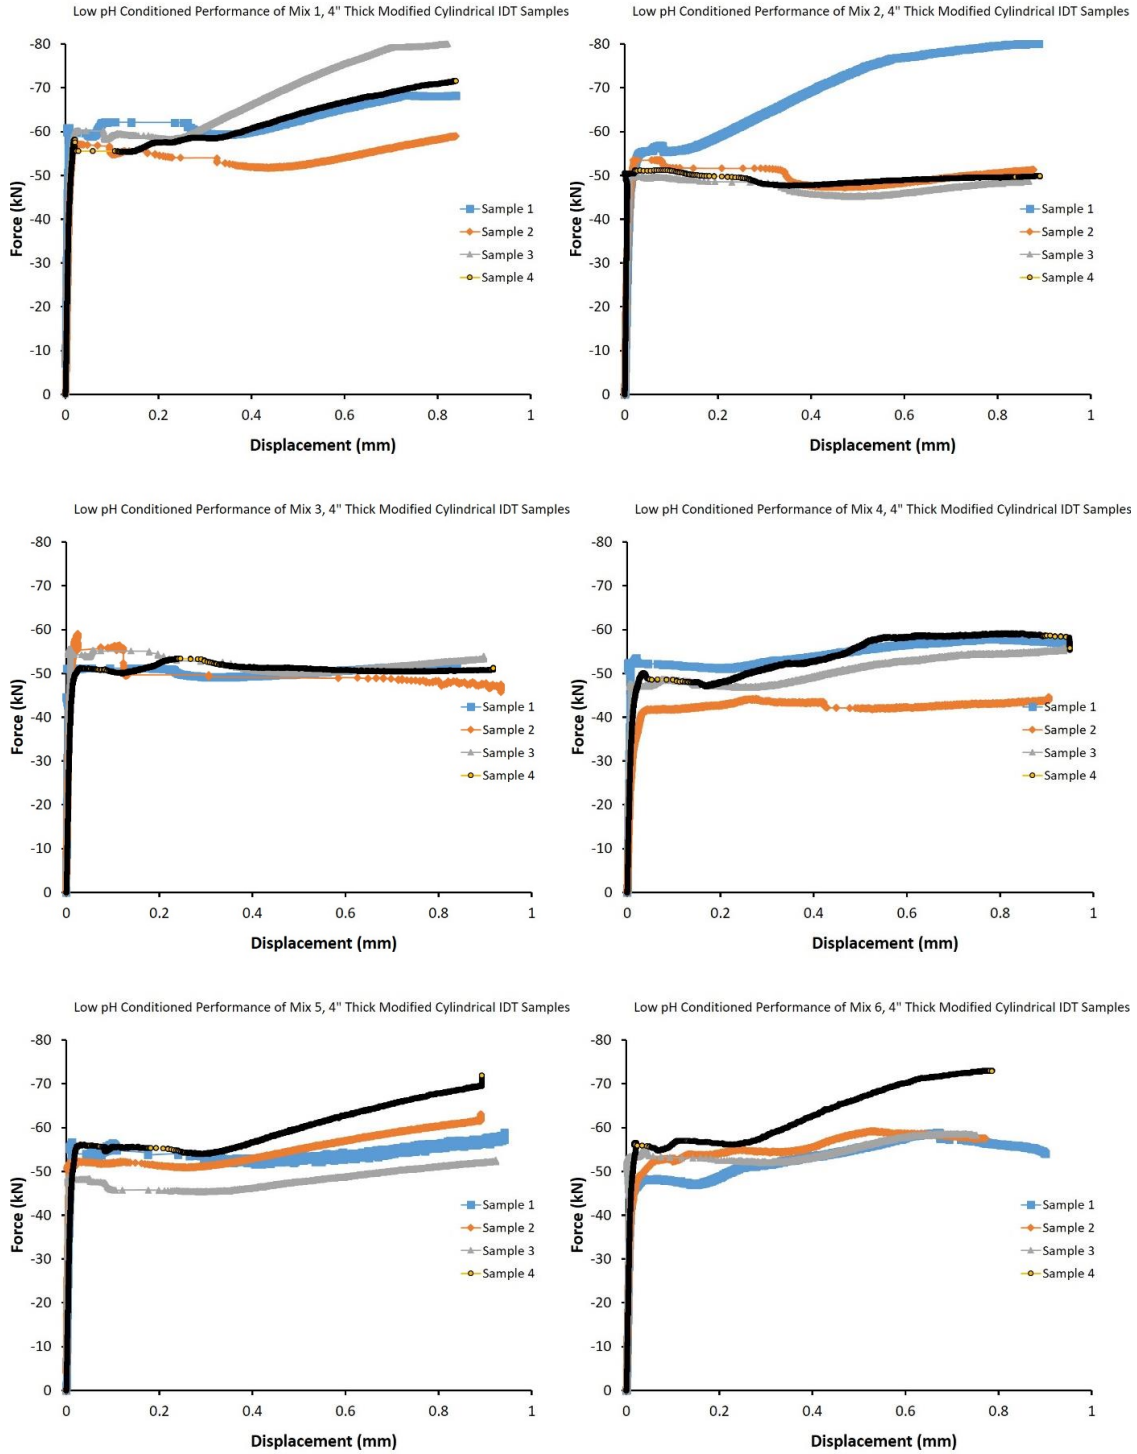 Low pH Conditioned Performance of Mix 1, 4" Thick Modified Cylindrical IDT Samples
-80
-70
-60
-50
-40
-30
-20
-10
0
Force (kN)
Sample 1
Sample 2
Sample 3
Sample 4
0 0.2 0.4 0.6 0.8 1
Displacement (mm)
Low pH Conditioned Performance of Mix 2, 4" Thick Modified Cylindrical IDT Samples
-80
-70
-60
-50
-40
-30
-20
-10
0
Force (kN)
Sample 1
Sample 2
Sample 3
Sample 4
0 0.2 0.4 0.6 0.8 1
Displacement (mm)
Low pH Conditioned Performance of Mix 3, 4" Thick Modified Cylindrical IDT Samples
-80
-70
-60
-50
-40
-30
-20
-10
0
Force (kN)
Sample 1
Sample 2
Sample 3
Sample 4
0 0.2 0.4 0.6 0.8 1
Displacement (mm)
Low pH Conditioned Performance of Mix 4, 4" Thick Modified Cylindrical IDT Samples
-80
-70
-60
-50
-40
-30
-20
-10
0
Force (kN)
Sample 1
Sample 2
Sample 3
Sample 4
0 0.2 0.4 0.6 0.8 1
Displacement (mm)
Low pH Conditioned Performance of Mix 5, 4" Thick Modified Cylindrical IDT Samples
-80
-70
-60
-50
-40
-30
-20
-10
0
Force (kN)
Sample 1
Sample 2
Sample 3
Sample 4
0 0.2 0.4 0.6 0.8 1
Displacement (mm)
Low pH Conditioned Performance of Mix 6, 4" Thick Modified Cylindrical IDT Samples
-80
-70
-60
-50
-40
-30
-20
-10
0
Force (kN)
Sample 1
Sample 2
Sample 3
Sample 4
0 0.2 0.4 0.6 0.8 1
Displacement (mm)